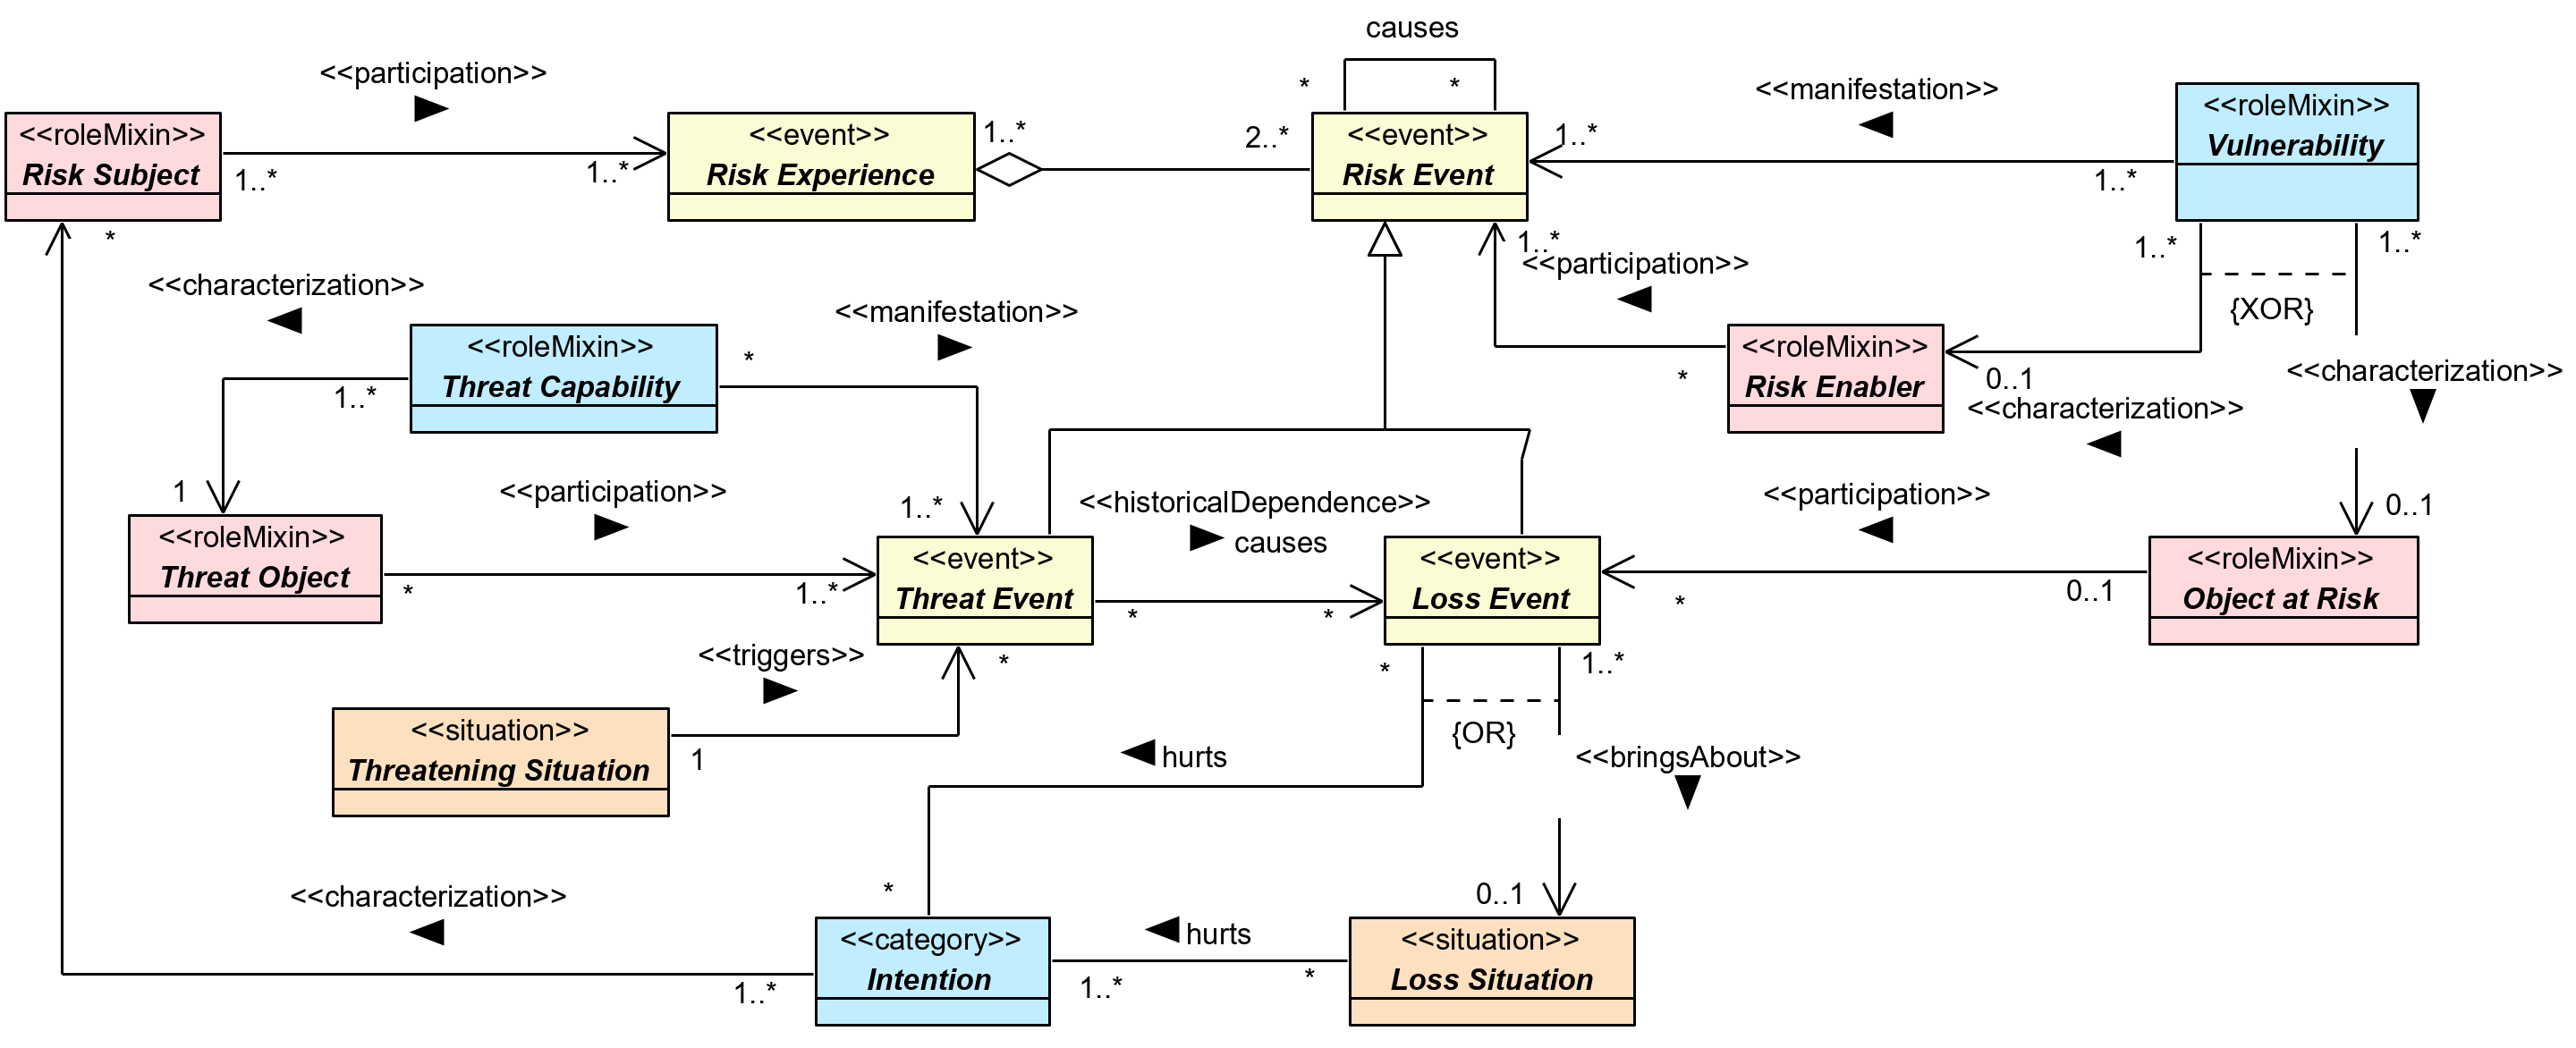 causes
<<participation>>
* *
<<manifestation>>
<<roleMixin>>
Risk Subject
1..*
1..*
<<event>>
Risk Experience
1..*
2..*
<<event>>
Risk Event
1..*
1..*
<<roleMixin>>
Vulnerability
*
1..*
<<participation>>
1..*
1..*
{XOR}
<<characterization>>
<<manifestation>>
<<roleMixin>>
Threat Capability
*
1..*
<<roleMixin>>
Risk Enabler
*
0..1
<<characterization>>
<<characterization>>
1
<<participation>>
1..*
<<historicalDependence>>
causes
<<participation>>
0..1
<<roleMixin>>
Threat Object
*
1..*
<<event>>
Threat Event
*
*
<<event>>
Loss Event
*
0..1
<<roleMixin>>
Object at Risk
<<triggers>>
*
*
1..*
{OR}
<<situation>>
Threatening Situation
1
hurts
<<bringsAbout>>
<<characterization>>
*
0..1
1..*
<<category>>
Intention
hurts
1..*
*
<<situation>>
Loss Situation